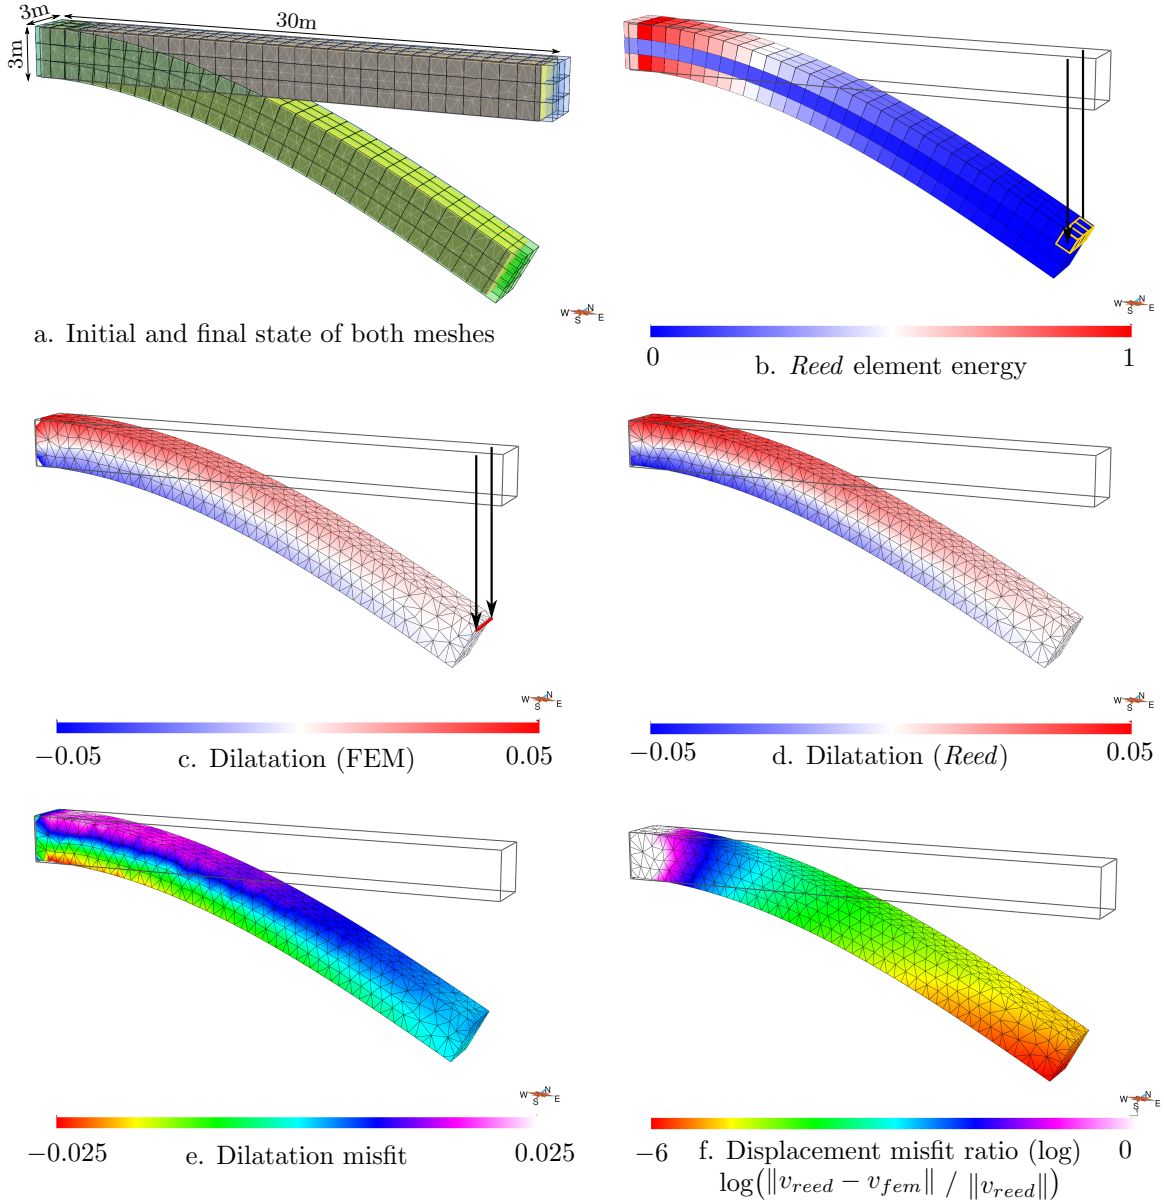 3m
30m
3m
W N S E
a. Initial and final state of both meshes
W N S E
0 1
b. Reed element energy
W N S E
−0.05 0.05
c. Dilatation (FEM)
W N S E
−0.05 0.05
d. Dilatation (Reed)
W N S E
−0.025 0.025
e. Dilatation misfit
W N S E
−6 0
f. Displacement misfit ratio (log)
log(‖v_reed − v_fem‖ / ‖v_reed‖)